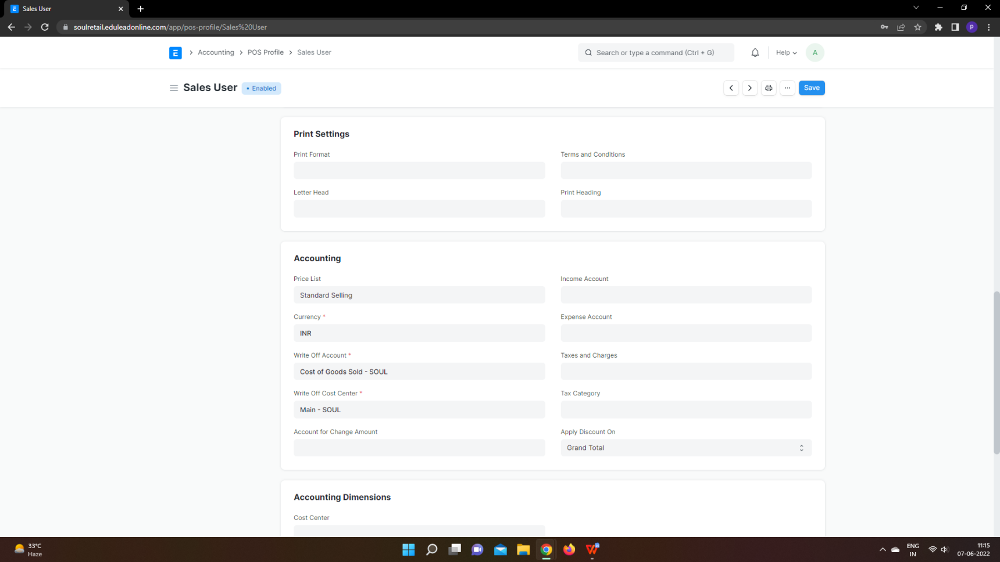 Sales User
soulretail.eduleadonline.com/app/pos-profile/Sales%20User
P
E
Accounting
POS Profile
Sales User
Search or type a command (Ctrl + G)
Help
A
Sales User
• Enabled
Save
Print Settings
Print Format
Terms and Conditions
Letter Head
Print Heading
Accounting
Price List
Income Account
Standard Selling
Currency *
Expense Account
INR
Write Off Account *
Taxes and Charges
Cost of Goods Sold - SOUL
Write Off Cost Center *
Tax Category
Main - SOUL
Account for Change Amount
Apply Discount On
Grand Total
Accounting Dimensions
Cost Center
33°C
Haze
ENG
IN
11:15
07-06-2022